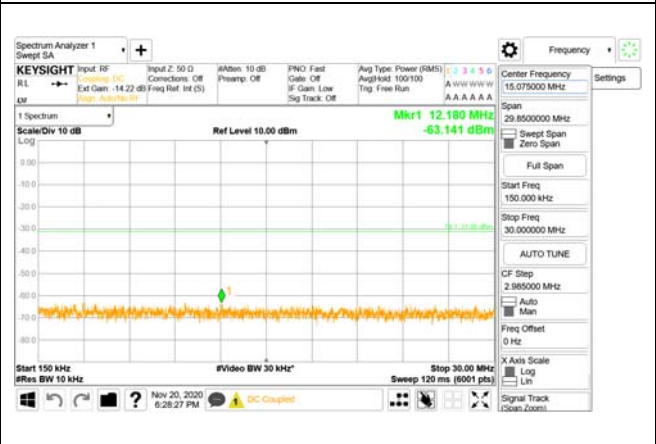 Spectrum Analyzer 1
Swept SA
Frequency
KEYSIGHT
RL
Input: RF
Coupling: DC
Ext Gain: -14.22 dB
Align: Auto/No RF
Input Z: 50 Ω
Corrections: Off
Freq Ref: Int (S)
#Atten: 10 dB
Preamp: Off
PNO: Fast
Gate: Off
IF Gain: Low
Sig Track: Off
Avg Type: Power (RMS)
Avg|Hold: 100/100
Trig: Free Run
1 2 3 4 5 6
A W W W W W
A A A A A A
1 Spectrum
Scale/Div 10 dB
Log
Ref Level 10.00 dBm
Mkr1 12.180 MHz
-63.141 dBm
0.00
-10.0
-20.0
-30.0
-40.0
-50.0
-60.0
-70.0
-80.0
1
Start 150 kHz
#Res BW 10 kHz
#Video BW 30 kHz*
Stop 30.00 MHz
Sweep 120 ms (6001 pts)
Nov 20, 2020
6:28:27 PM
DC Coupled
Center Frequency
15.075000 MHz
Settings
Span
29.8500000 MHz
Swept Span
Zero Span
Full Span
Start Freq
150.000 kHz
Stop Freq
30.000000 MHz
AUTO TUNE
CF Step
2.985000 MHz
Auto
Man
Freq Offset
0 Hz
X Axis Scale
Log
Lin
Signal Track
(Span Zoom)